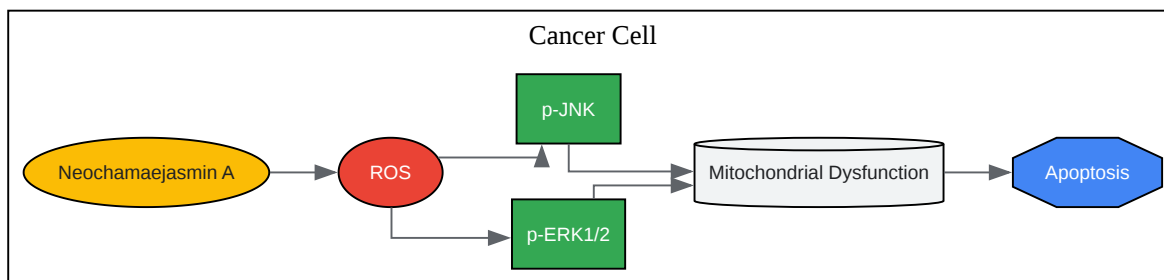 Cancer Cell
p-JNK
Neochamaejasmin A
ROS
Mitochondrial Dysfunction
Apoptosis
p-ERK1/2